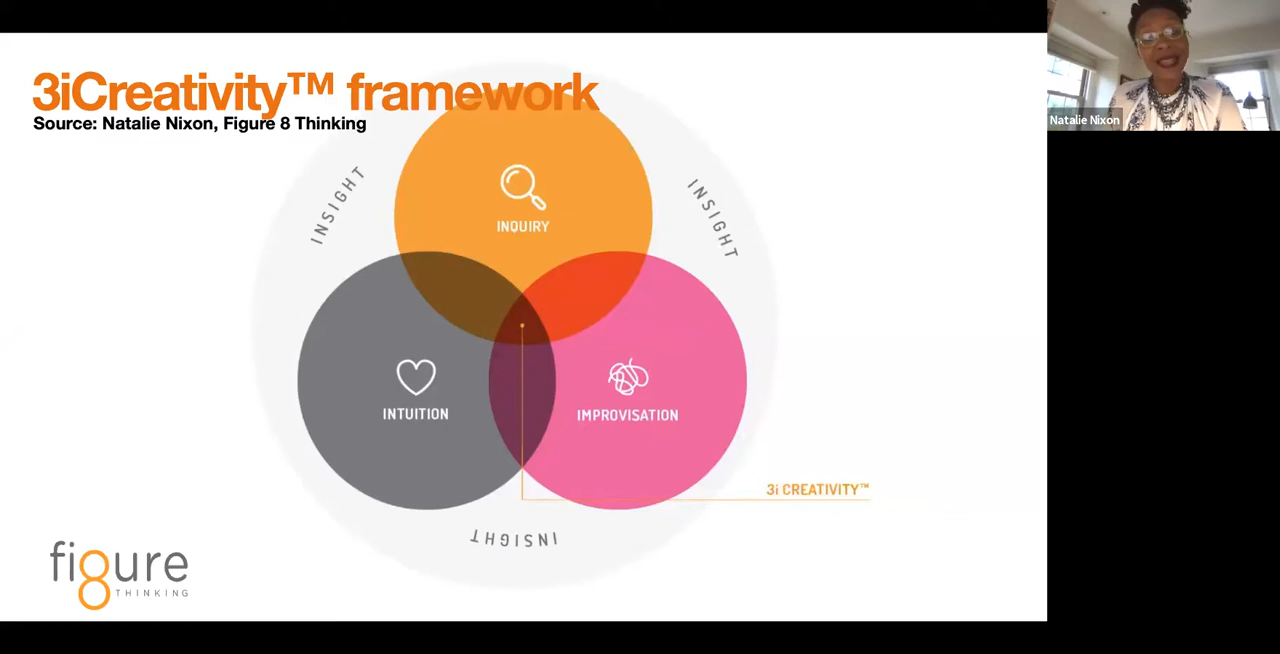 3iCreativity™ framework
Source: Natalie Nixon, Figure 8 Thinking
Natalie Nixon
INSIGHT
INSIGHT
INQUIRY
INTUITION
IMPROVISATION
3i CREATIVITY™
INSIGHT
fi8ure
THINKING